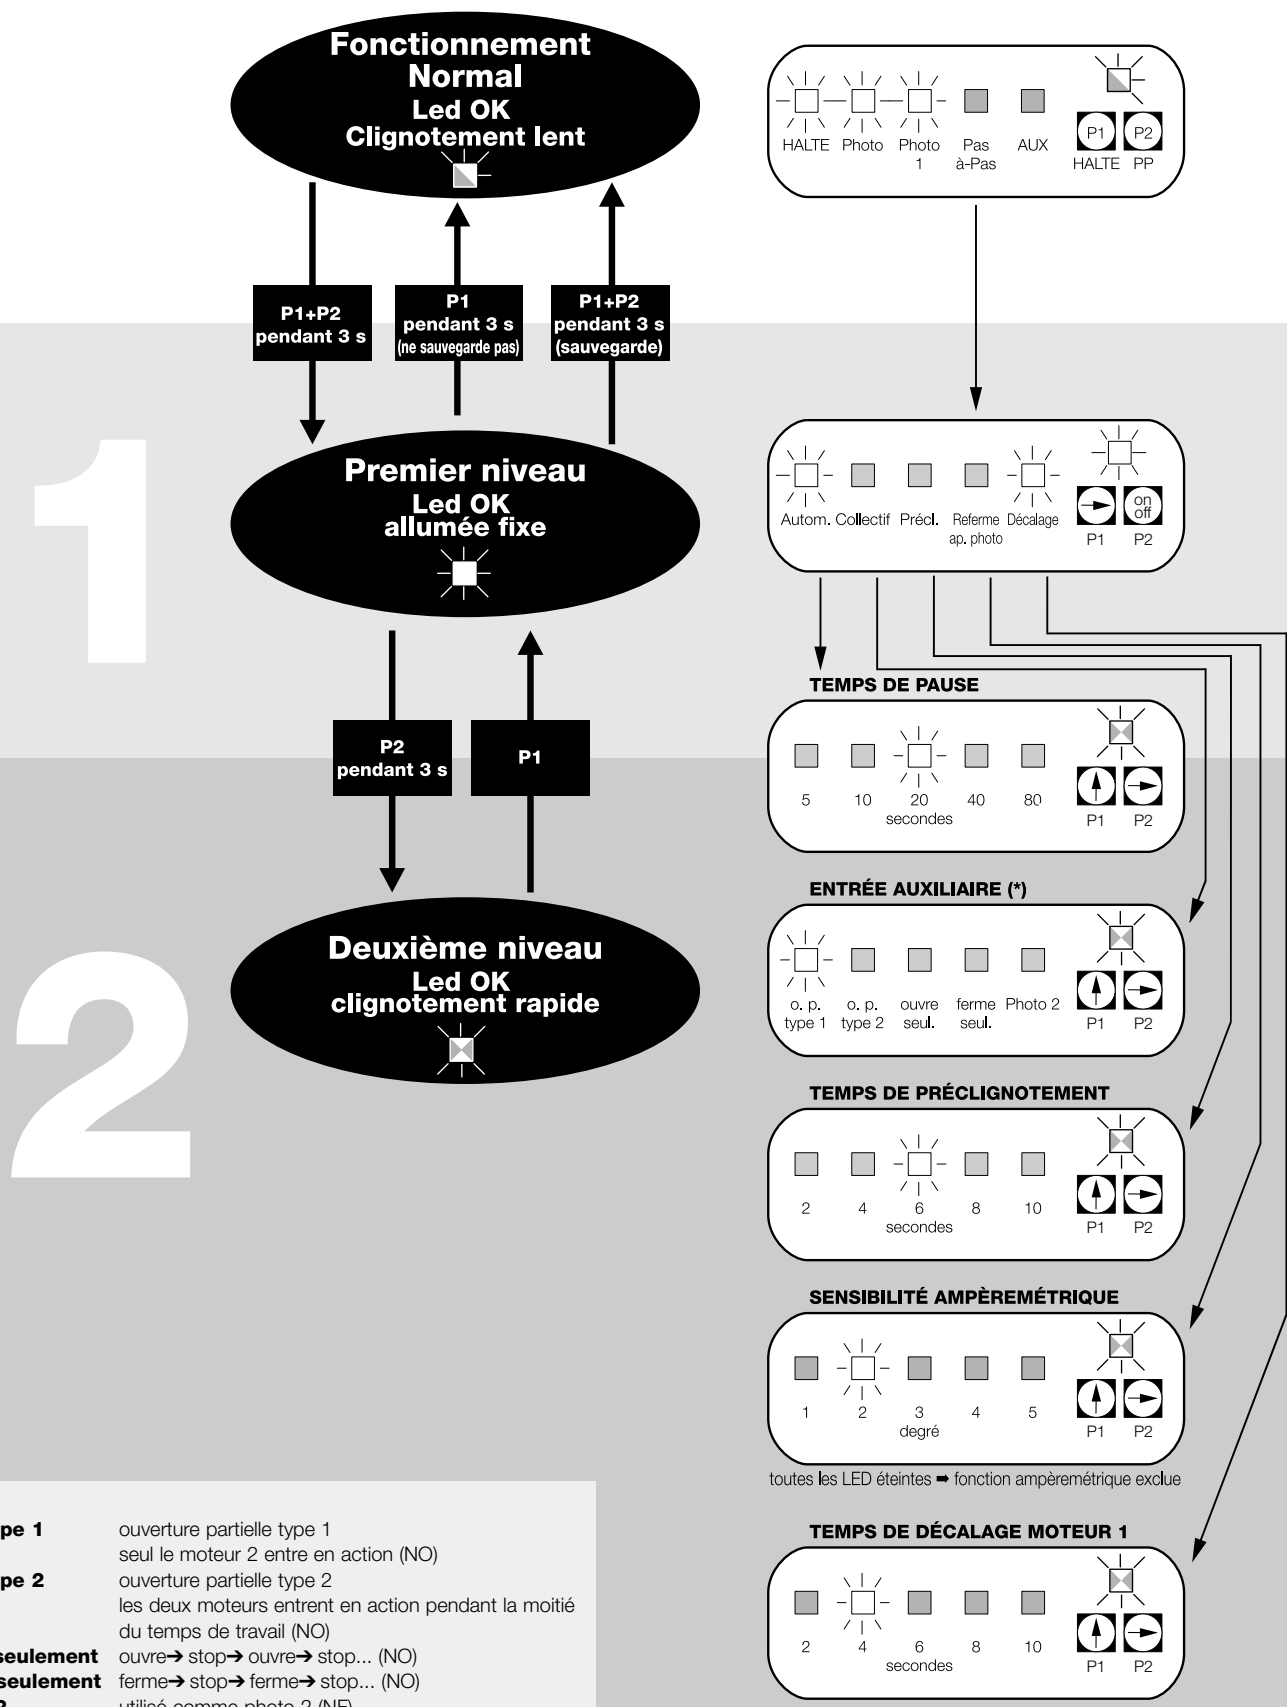 Fonctionnement
Normal
Led OK
Clignotement lent
HALTE Photo Photo 1 Pas à-Pas AUX
P1 P2
HALTE PP
P1+P2
pendant 3 s
P1
pendant 3 s
(ne sauvegarde pas)
P1+P2
pendant 3 s
(sauvegarde)
1
Premier niveau
Led OK
allumée fixe
Autom. Collectif Précl. Referme ap. photo Décalage
on
off
P1 P2
P2
pendant 3 s
P1
TEMPS DE PAUSE
5 10 20 40 80
secondes
P1 P2
2
Deuxième niveau
Led OK
clignotement rapide
ENTRÉE AUXILIAIRE (*)
o. p. type 1 o. p. type 2 ouvre seul. ferme seul. Photo 2
P1 P2
TEMPS DE PRÉCLIGNOTEMENT
2 4 6 8 10
secondes
P1 P2
SENSIBILITÉ AMPÈREMÉTRIQUE
1 2 3 4 5
degré
P1 P2
toutes les LED éteintes ➡ fonction ampèremétrique exclue
TEMPS DE DÉCALAGE MOTEUR 1
2 4 6 8 10
secondes
P1 P2
pe 1 ouverture partielle type 1
seul le moteur 2 entre en action (NO)
pe 2 ouverture partielle type 2
les deux moteurs entrent en action pendant la moitié
du temps de travail (NO)
seulement ouvre➔ stop➔ ouvre➔ stop... (NO)
seulement ferme➔ stop➔ ferme➔ stop... (NO)
utilisé comme photo 2 (NF)